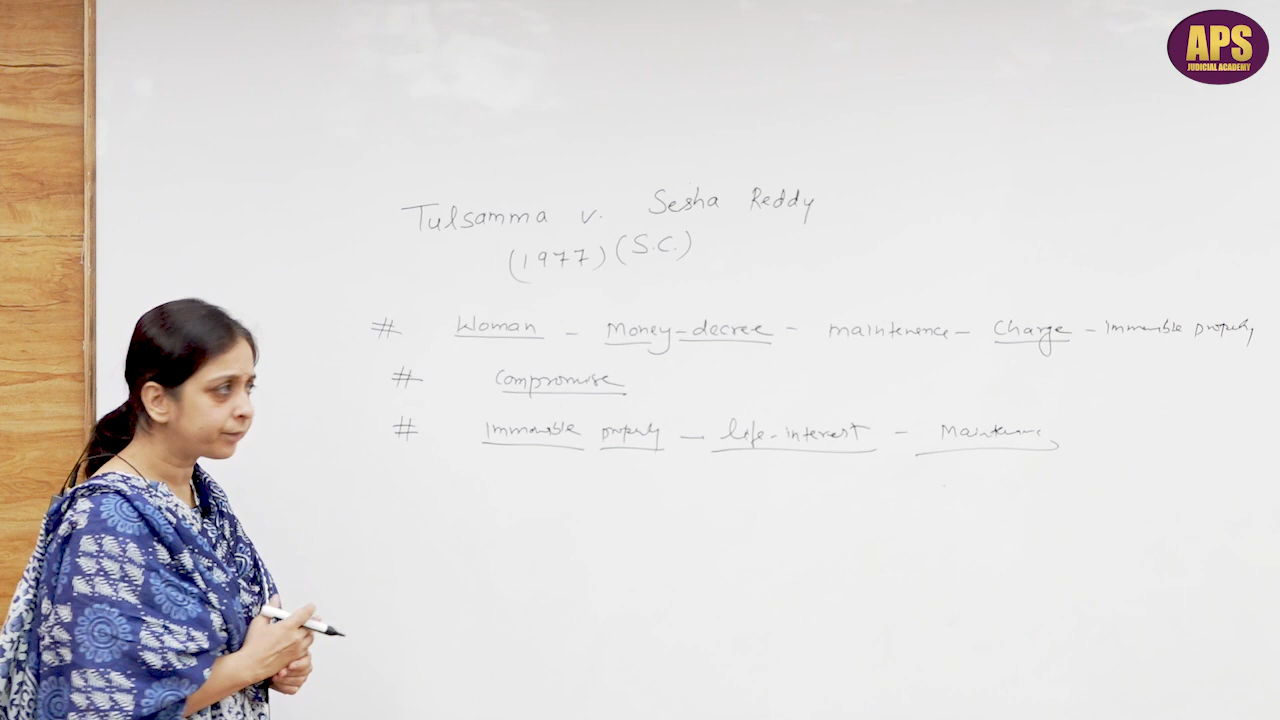 APS
JUDICIAL ACADEMY
Tulsamma v. Sesha Reddy
(1977) (S.C.)
# Woman - Money-decree - maintenence - Charge - immovable property
# Compromise
# Immovable property - life-interest - Maintenance